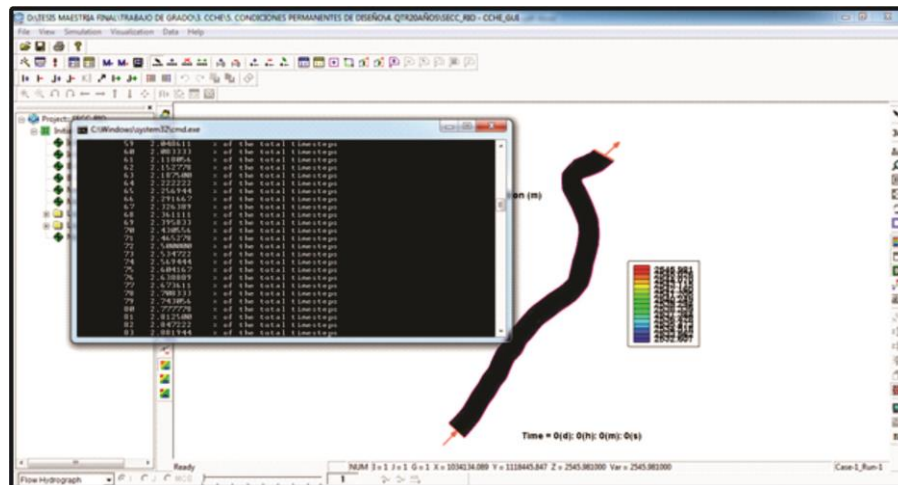 D:\TESIS MAESTRIA FINAL\TRABAJO DE GRADO\3. CCHE\5. CONDICIONES PERMANENTES DE DISEÑO\4. QTR20AÑOS\SECC_RIO - CCHE_GUI
File View Simulation Visualization Data Help
C:\Windows\system32\cmd.exe
59 2.048611 % of the total timesteps
60 2.083333 % of the total timesteps
61 2.118056 % of the total timesteps
62 2.152778 % of the total timesteps
63 2.187500 % of the total timesteps
64 2.222222 % of the total timesteps
65 2.256944 % of the total timesteps
66 2.291667 % of the total timesteps
67 2.326389 % of the total timesteps
68 2.361111 % of the total timesteps
69 2.395833 % of the total timesteps
70 2.430556 % of the total timesteps
71 2.465278 % of the total timesteps
72 2.500000 % of the total timesteps
73 2.534722 % of the total timesteps
74 2.569444 % of the total timesteps
75 2.604167 % of the total timesteps
76 2.638889 % of the total timesteps
77 2.673611 % of the total timesteps
78 2.708333 % of the total timesteps
79 2.743056 % of the total timesteps
80 2.777778 % of the total timesteps
81 2.812500 % of the total timesteps
82 2.847222 % of the total timesteps
83 2.881944 % of the total timesteps
on (m)
2545.981
2532.607
Time = 0(d): 0(h): 0(m): 0(s)
Ready
NUM I = 1 J = 1 G = 1 X = 1034134.089 Y = 1118445.847 Z = 2545.981000 Var = 2545.981000
Case-1_Run-1
Flow Hydrograph
1